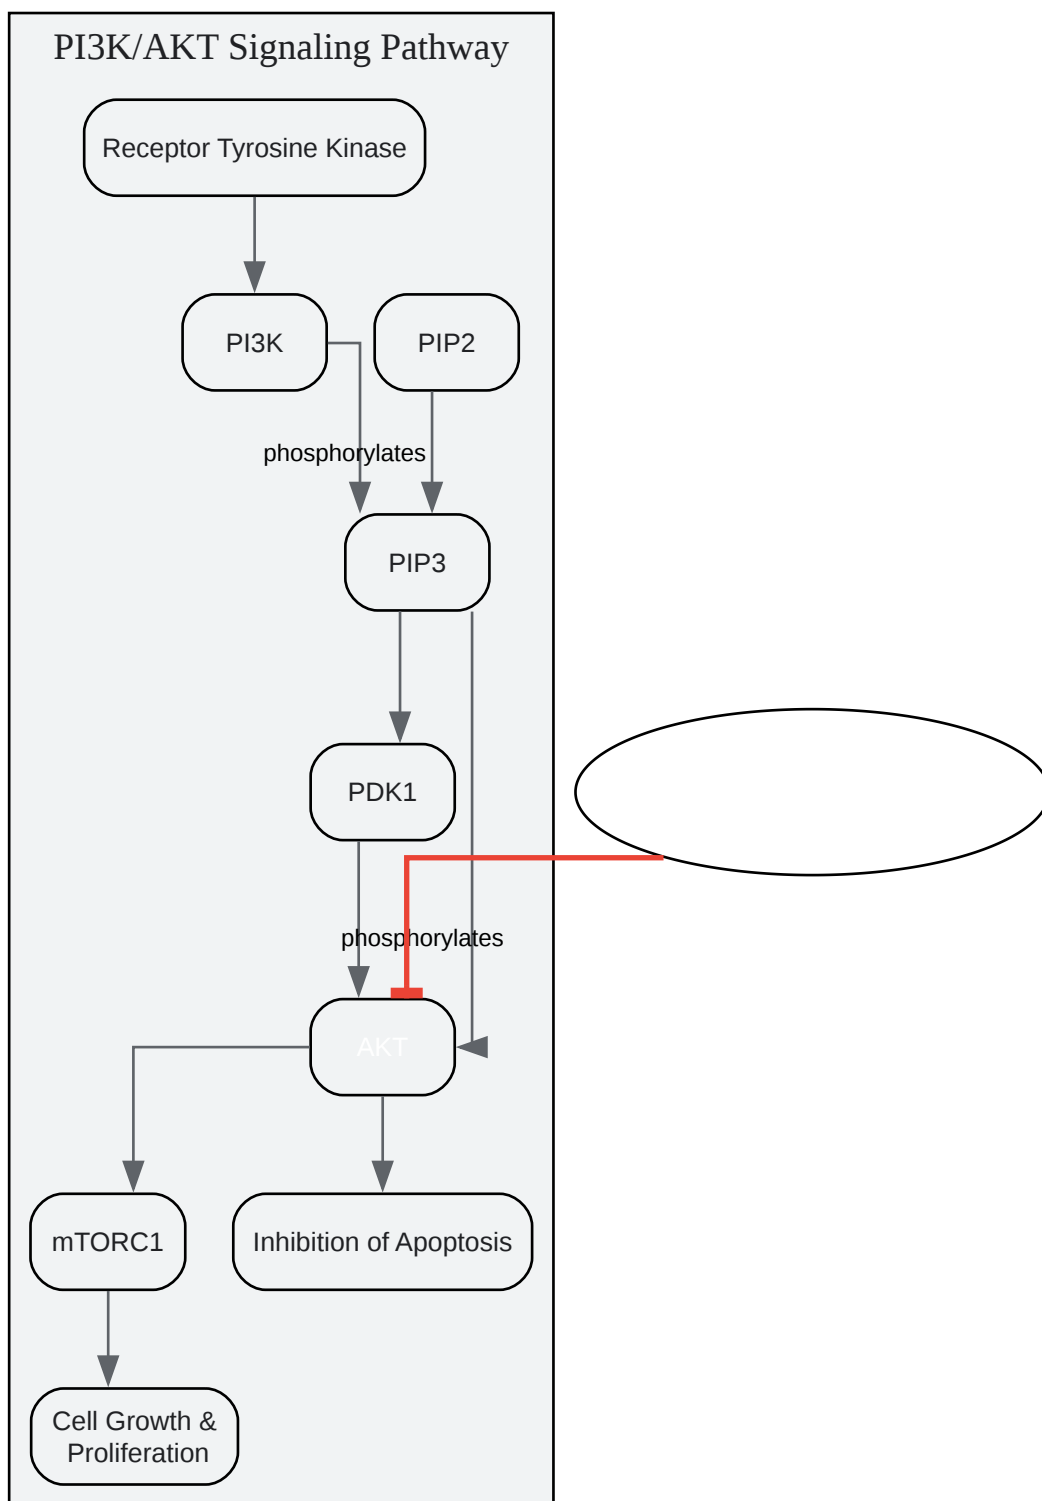 PI3K/AKT Signaling Pathway
Receptor Tyrosine Kinase
PI3K
PIP2
phosphorylates
PIP3
PDK1
phosphorylates
AKT
mTORC1
Inhibition of Apoptosis
Cell Growth &
Proliferation